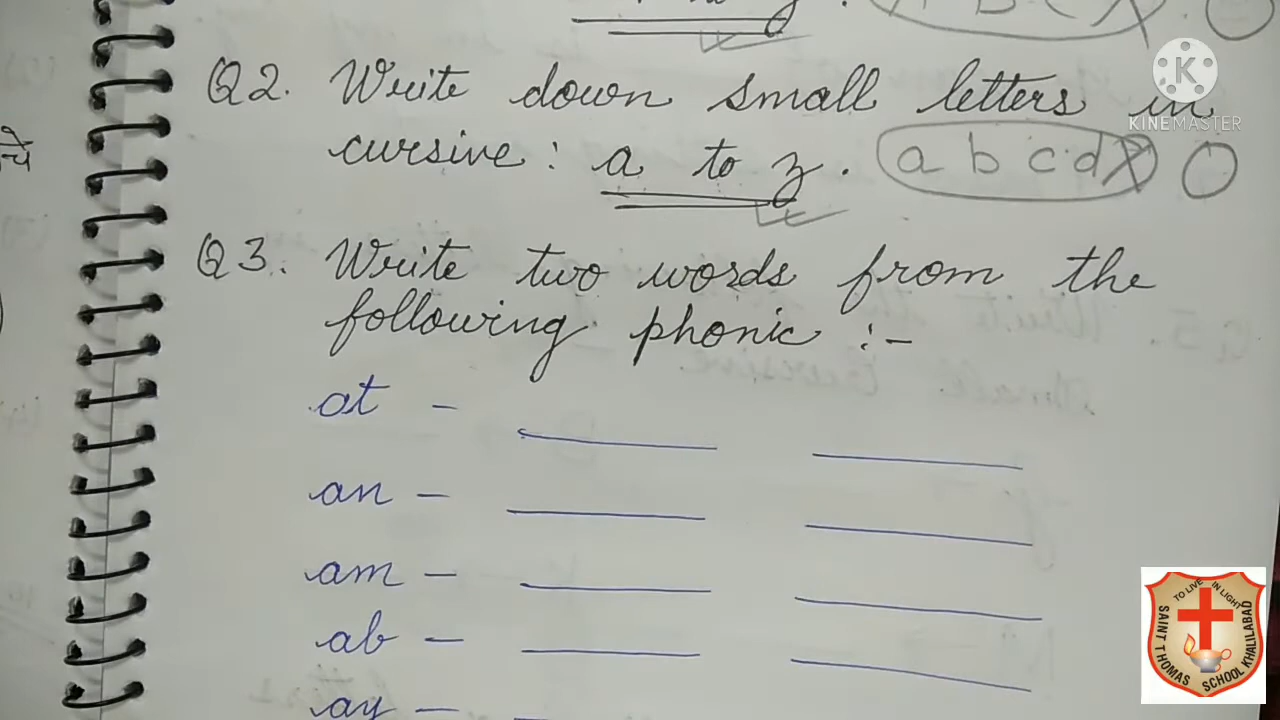 Q2. Write down small letters in
cursive: a to z. a b c d
Q3. Write two words from the
following phonic :-
at -
an -
am -
ab -
ay -
KINEMASTER
TO LIVE IN LIGHT
SAINT THOMAS SCHOOL KHALILABAD